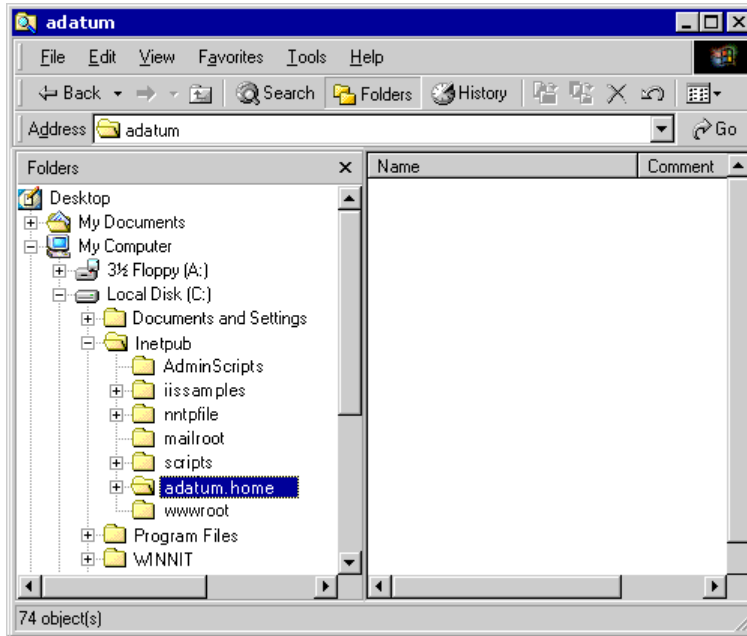 adatum
File Edit View Favorites Tools Help
Back Search Folders History
Address adatum Go
Folders Name Comment
Desktop
My Documents
My Computer
3½ Floppy (A:)
Local Disk (C:)
Documents and Settings
Inetpub
AdminScripts
iissamples
nntpfile
mailroot
scripts
adatum.home
wwwroot
Program Files
WINNIT
74 object(s)